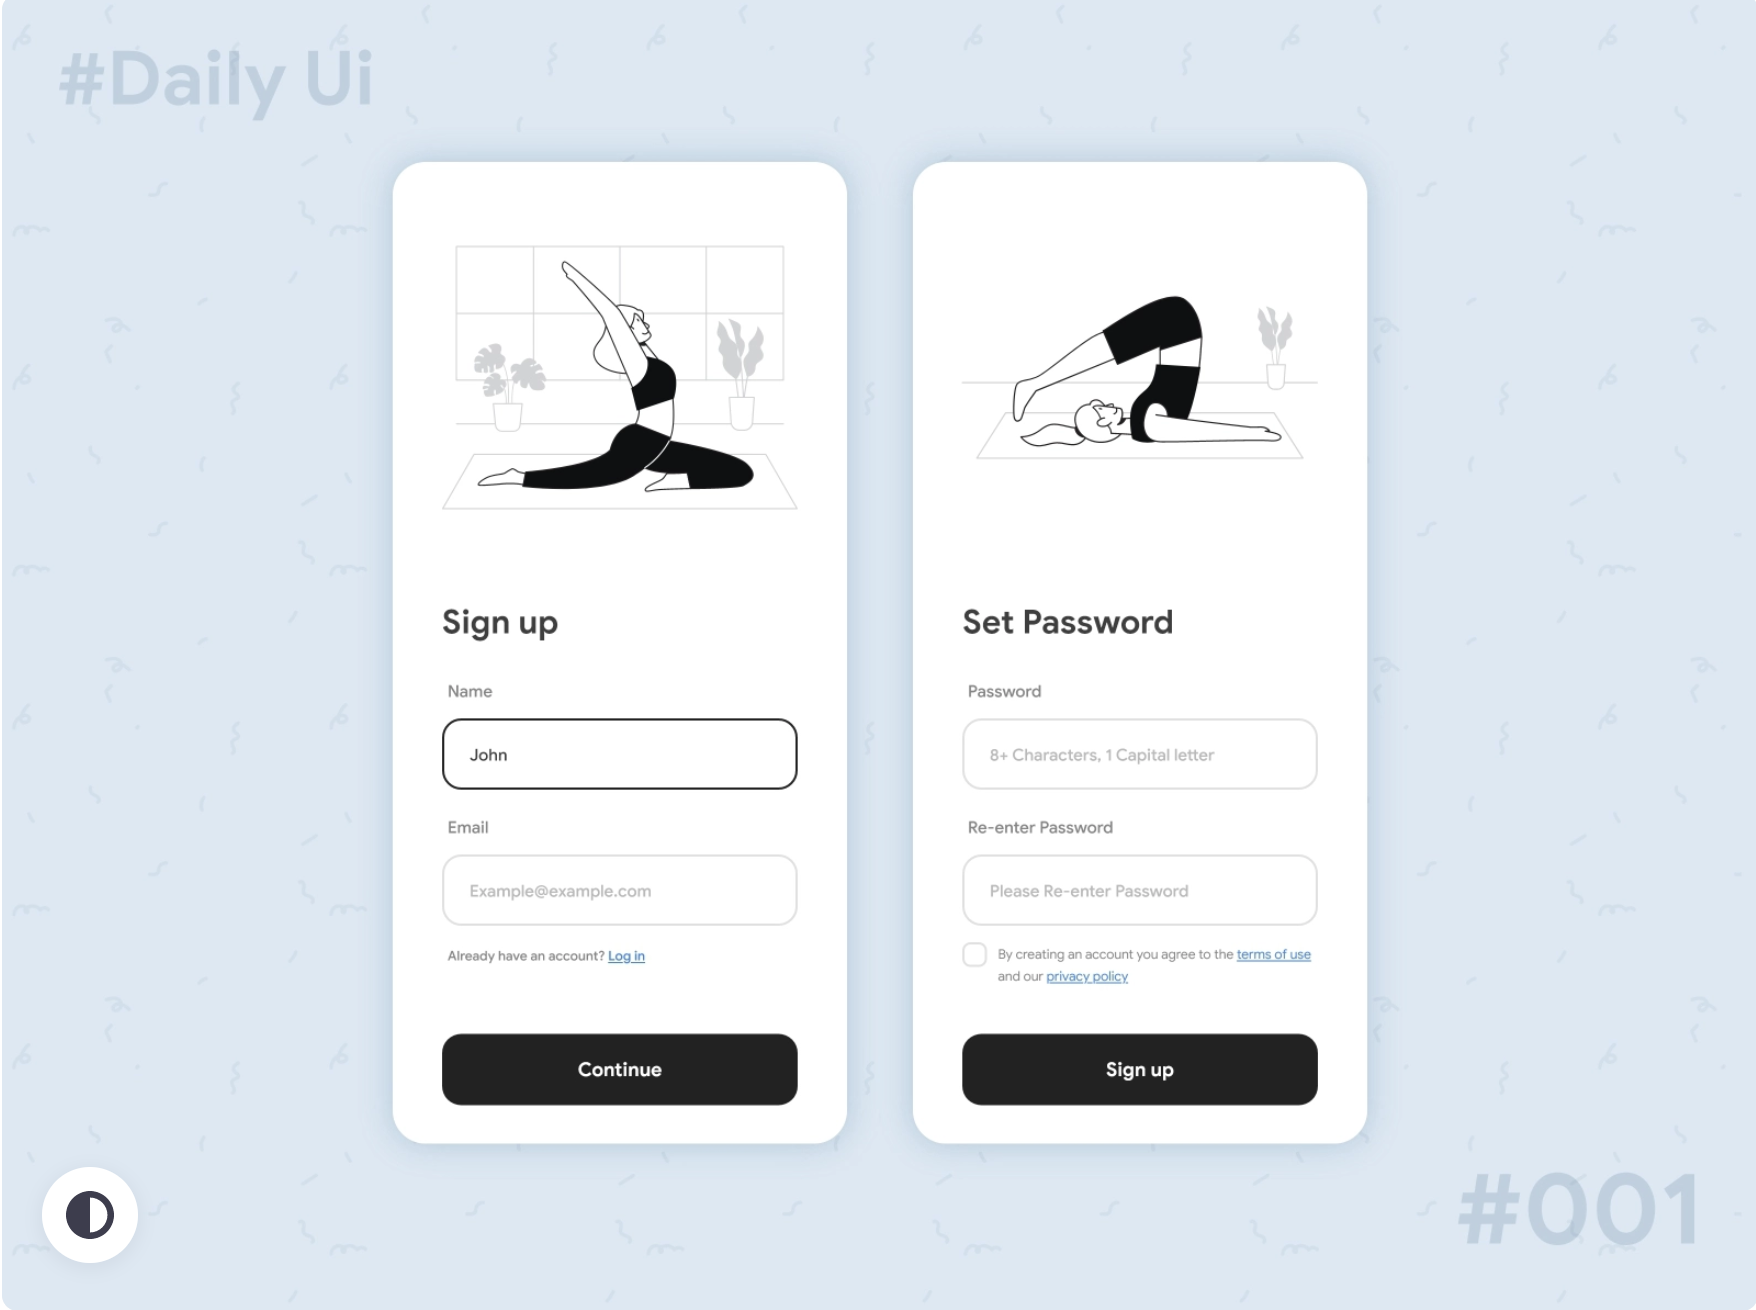 #Daily Ui
Sign up
Name
John
Email
Example@example.com
Already have an account? Log in
Continue
Set Password
Password
8+ Characters, 1 Capital letter
Re-enter Password
Please Re-enter Password
By creating an account you agree to the terms of use
and our privacy policy
Sign up
#001